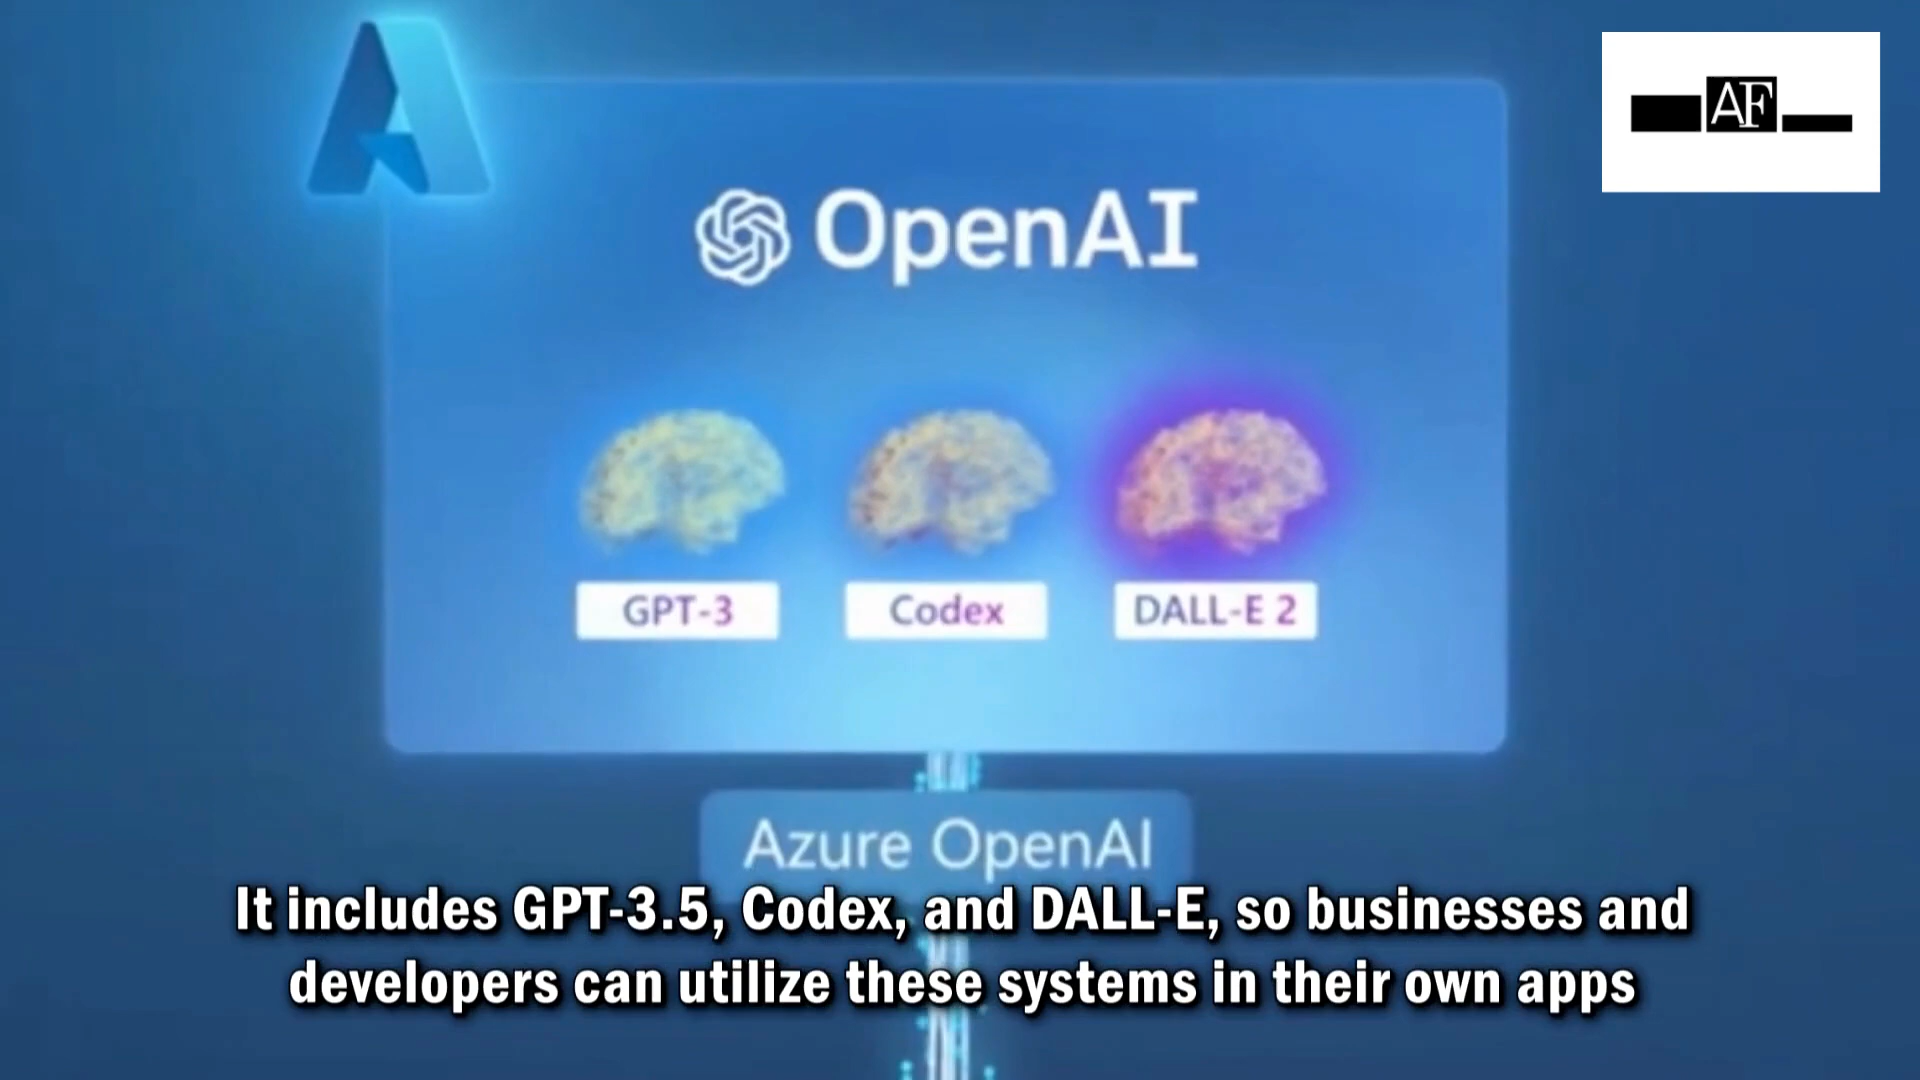 AF
OpenAI
GPT-3
Codex
DALL-E 2
Azure OpenAI
It includes GPT-3.5, Codex, and DALL-E, so businesses and
developers can utilize these systems in their own apps